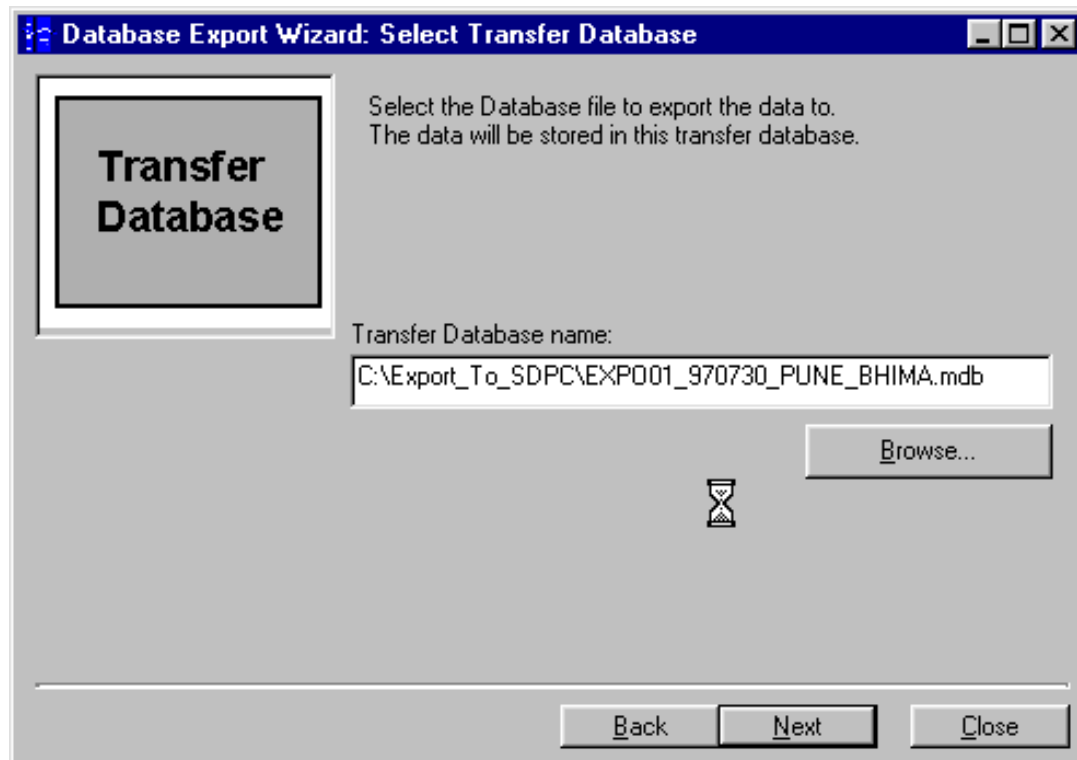 Database Export Wizard: Select Transfer Database
Transfer
Database
Select the Database file to export the data to.
The data will be stored in this transfer database.
Transfer Database name:
C:\Export_To_SDPC\EXPO01_970730_PUNE_BHIMA.mdb
Browse...
Back
Next
Close